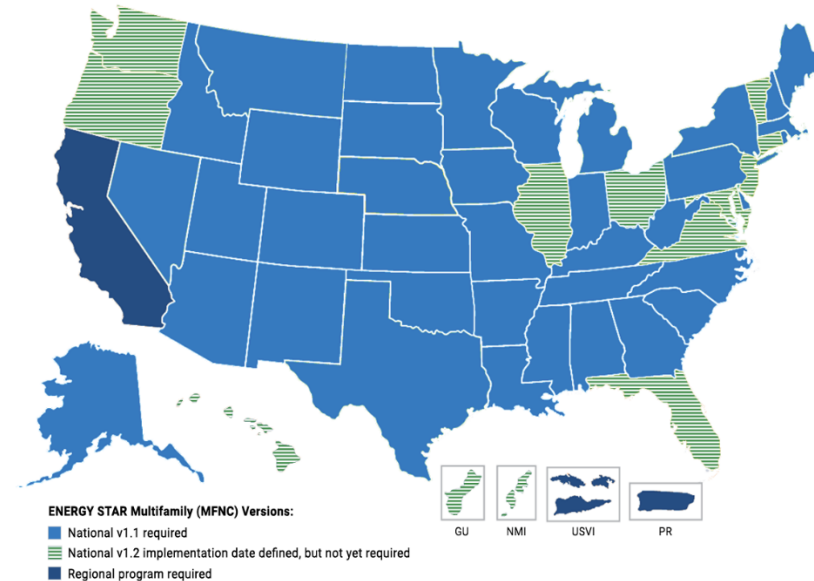 GU
NMI
USVI
PR
ENERGY STAR Multifamily (MFNC) Versions:
National v1.1 required
National v1.2 implementation date defined, but not yet required
Regional program required